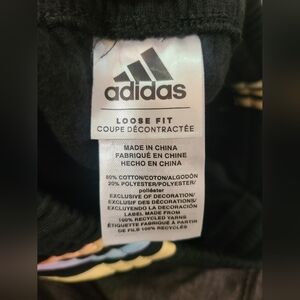 adidas
LOOSE FIT
COUPE DÉCONTRACTÉE
MADE IN CHINA
FABRIQUÉ EN CHINE
HECHO EN CHINA
80% COTTON/COTON/ALGODÓN
20% POLYESTER/POLYESTER/
poliéster
EXCLUSIVE OF DECORATION/
EXCLUSIF DES DÉCORATIONS/
EXCLUYENDO LA DECORACIÓN
LABEL MADE FROM
100% RECYCLED YARNS
ÉTIQUETTE FABRIQUÉE À PARTIR
DE FILS 100% RECYCLÉS